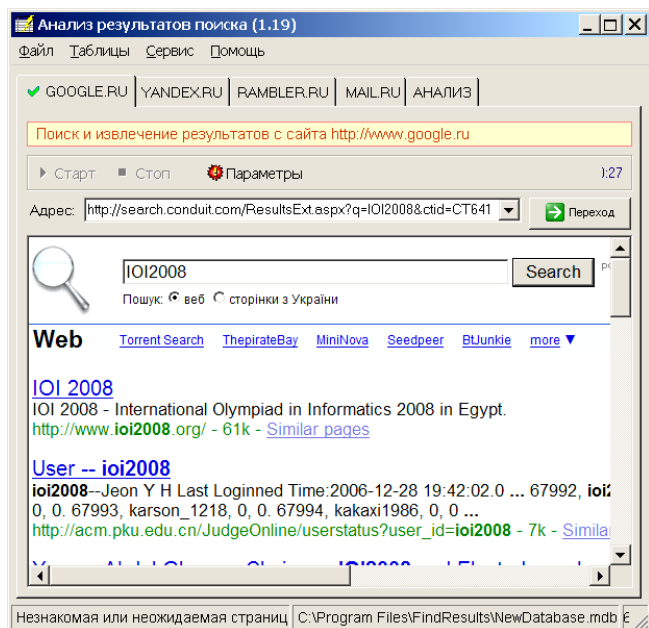 Анализ результатов поиска (1.19)
Файл Таблицы Сервис Помощь
GOOGLE.RU YANDEX.RU RAMBLER.RU MAIL.RU АНАЛИЗ
Поиск и извлечение результатов с сайта http://www.google.ru
Старт Стоп Параметры ):27
Адрес: http://search.conduit.com/ResultsExt.aspx?q=IOI2008&ctid=CT641 Переход
IOI2008 Search
Пошук: веб сторінки з України
Web Torrent Search ThepirateBay MiniNova Seedpeer BtJunkie more ▼
IOI 2008
IOI 2008 - International Olympiad in Informatics 2008 in Egypt.
http://www.ioi2008.org/ - 61k - Similar pages
User -- ioi2008
ioi2008--Jeon Y H Last Loginned Time:2006-12-28 19:42:02.0 ... 67992, ioi2
0, 0. 67993, karson_1218, 0, 0. 67994, kakaxi1986, 0, 0 ...
http://acm.pku.edu.cn/JudgeOnline/userstatus?user_id=ioi2008 - 7k - Simila
Незнакомая или неожидаемая страниц C:\Program Files\FindResults\NewDatabase.mdb